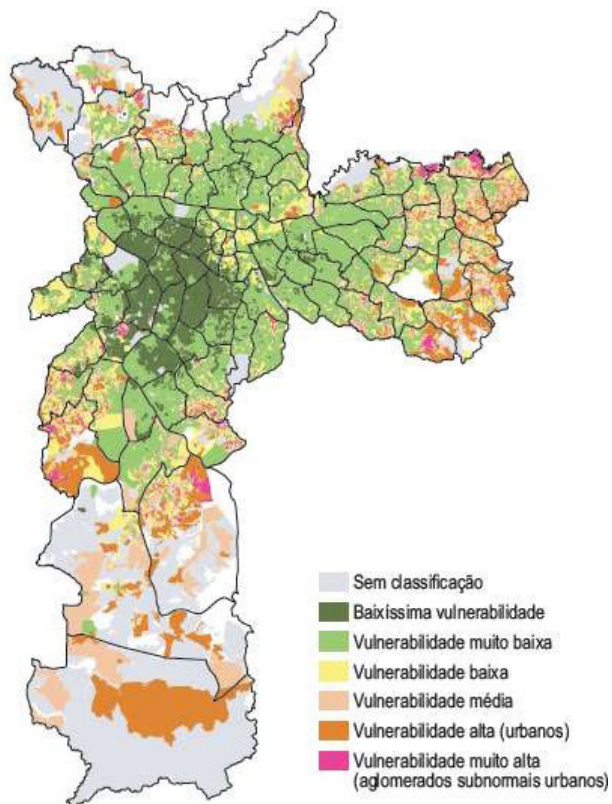 Sem classificação
Baixíssima vulnerabilidade
Vulnerabilidade muito baixa
Vulnerabilidade baixa
Vulnerabilidade média
Vulnerabilidade alta (urbanos)
Vulnerabilidade muito alta
(aglomerados subnormais urbanos)